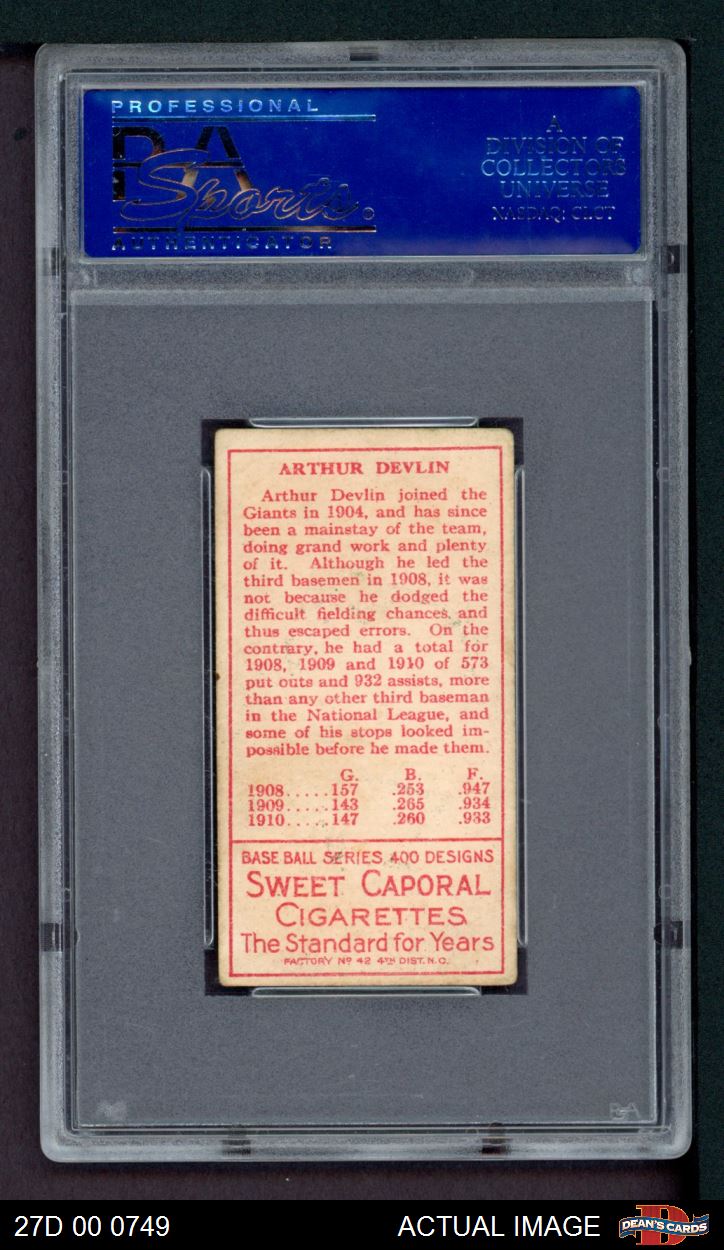 PROFESSIONAL
PSA
Sports
AUTHENTICATOR
A
DIVISION OF
COLLECTORS
UNIVERSE
NASDAQ: CLCT
ARTHUR DEVLIN
Arthur Devlin joined the
Giants in 1904, and has since
been a mainstay of the team,
doing grand work and plenty
of it. Although he led the
third basemen in 1908, it was
not because he dodged the
difficult fielding chances, and
thus escaped errors. On the
contrary, he had a total for
1908, 1909 and 1910 of 573
put outs and 932 assists, more
than any other third baseman
in the National League, and
some of his stops looked im-
possible before he made them.
G. B. F.
1908.....157 .253 .947
1909.....143 .265 .934
1910.....147 .260 .933
BASE BALL SERIES 400 DESIGNS
SWEET CAPORAL
CIGARETTES
The Standard for Years
FACTORY Nº 42 4TH DIST. N.C.
PSA
27D 00 0749
ACTUAL IMAGE
DEAN'S CARDS